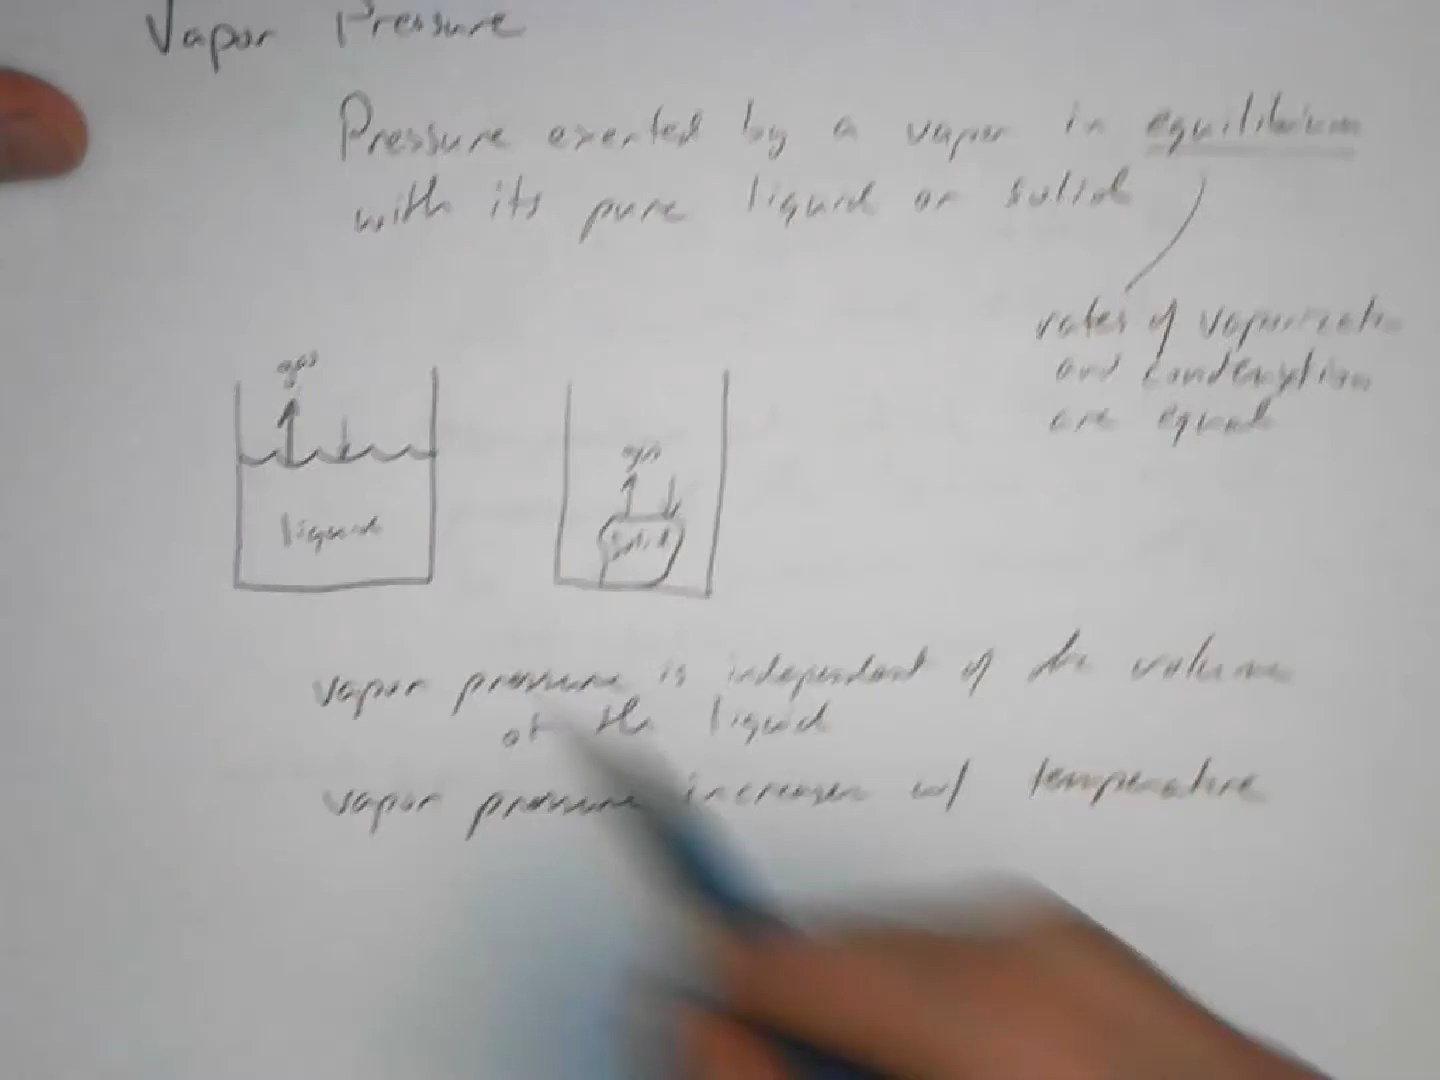 Vapor Pressure
Pressure exerted by a vapor in equilibrium
with its pure liquid or solid
rates of vaporization
and condensation
are equal
gas
liquid
gas
solid
vapor pressure is independent of the volume
of the liquid
vapor pressure increases w/ temperature